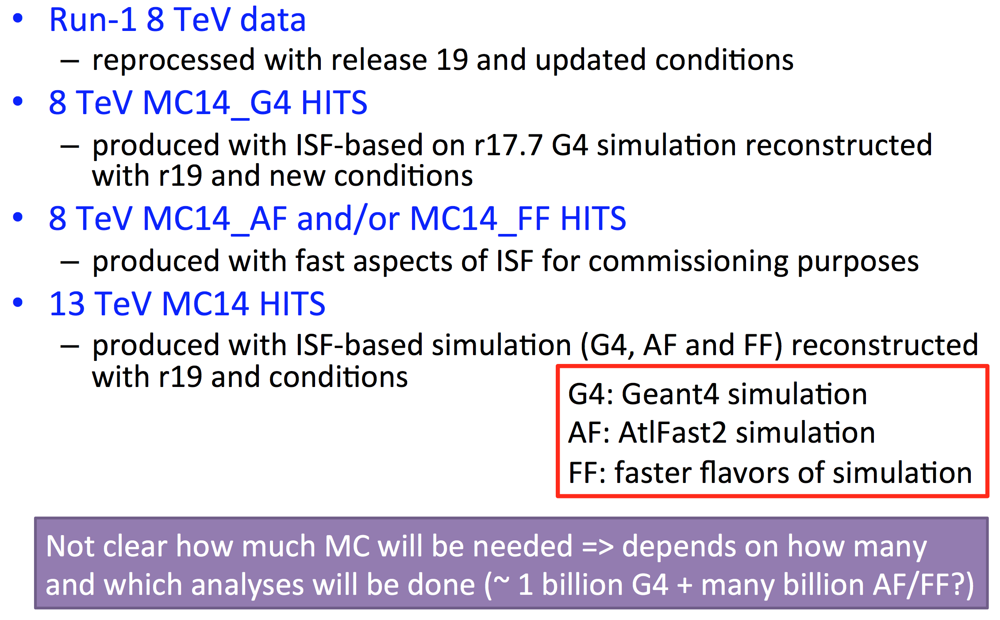 • Run-1 8 TeV data
– reprocessed with release 19 and updated conditions
• 8 TeV MC14_G4 HITS
– produced with ISF-based on r17.7 G4 simulation reconstructed
with r19 and new conditions
• 8 TeV MC14_AF and/or MC14_FF HITS
– produced with fast aspects of ISF for commissioning purposes
• 13 TeV MC14 HITS
– produced with ISF-based simulation (G4, AF and FF) reconstructed
with r19 and conditions
G4: Geant4 simulation
AF: AtlFast2 simulation
FF: faster flavors of simulation
Not clear how much MC will be needed => depends on how many
and which analyses will be done (~ 1 billion G4 + many billion AF/FF?)